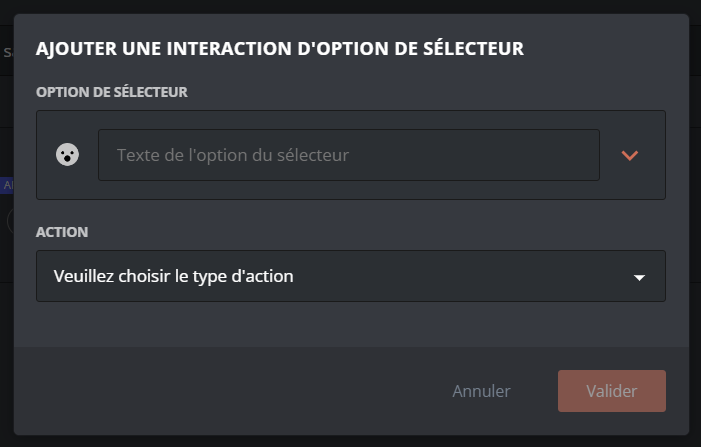 AJOUTER UNE INTERACTION D'OPTION DE SÉLECTEUR
OPTION DE SÉLECTEUR
Texte de l'option du sélecteur
ACTION
Veuillez choisir le type d'action
Annuler
Valider